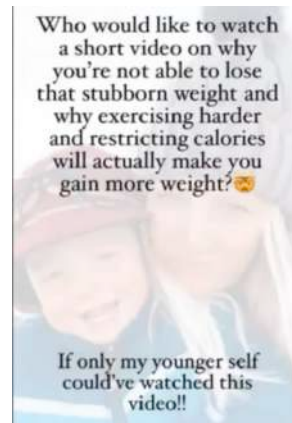 Who would like to watch
a short video on why
you're not able to lose
that stubborn weight and
why exercising harder
and restricting calories
will actually make you
gain more weight?🤯
If only my younger self
could've watched this
video!!